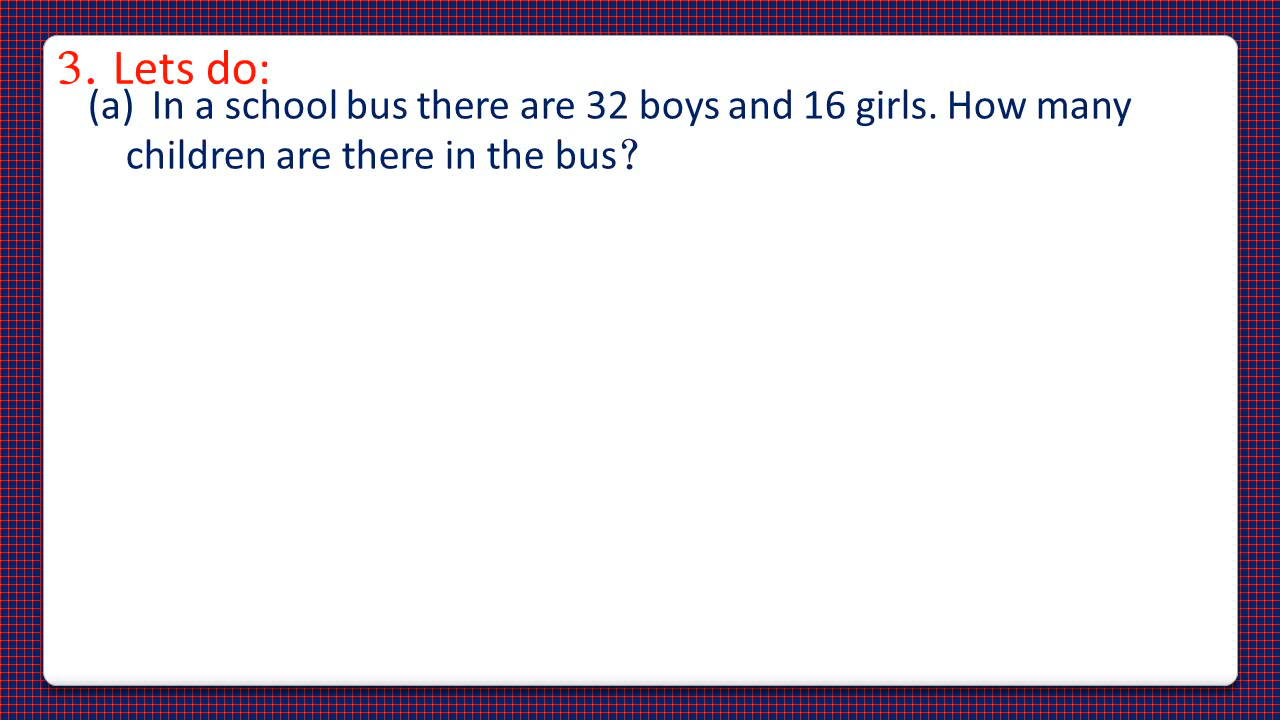 3. Lets do:
(a) In a school bus there are 32 boys and 16 girls. How many
children are there in the bus?